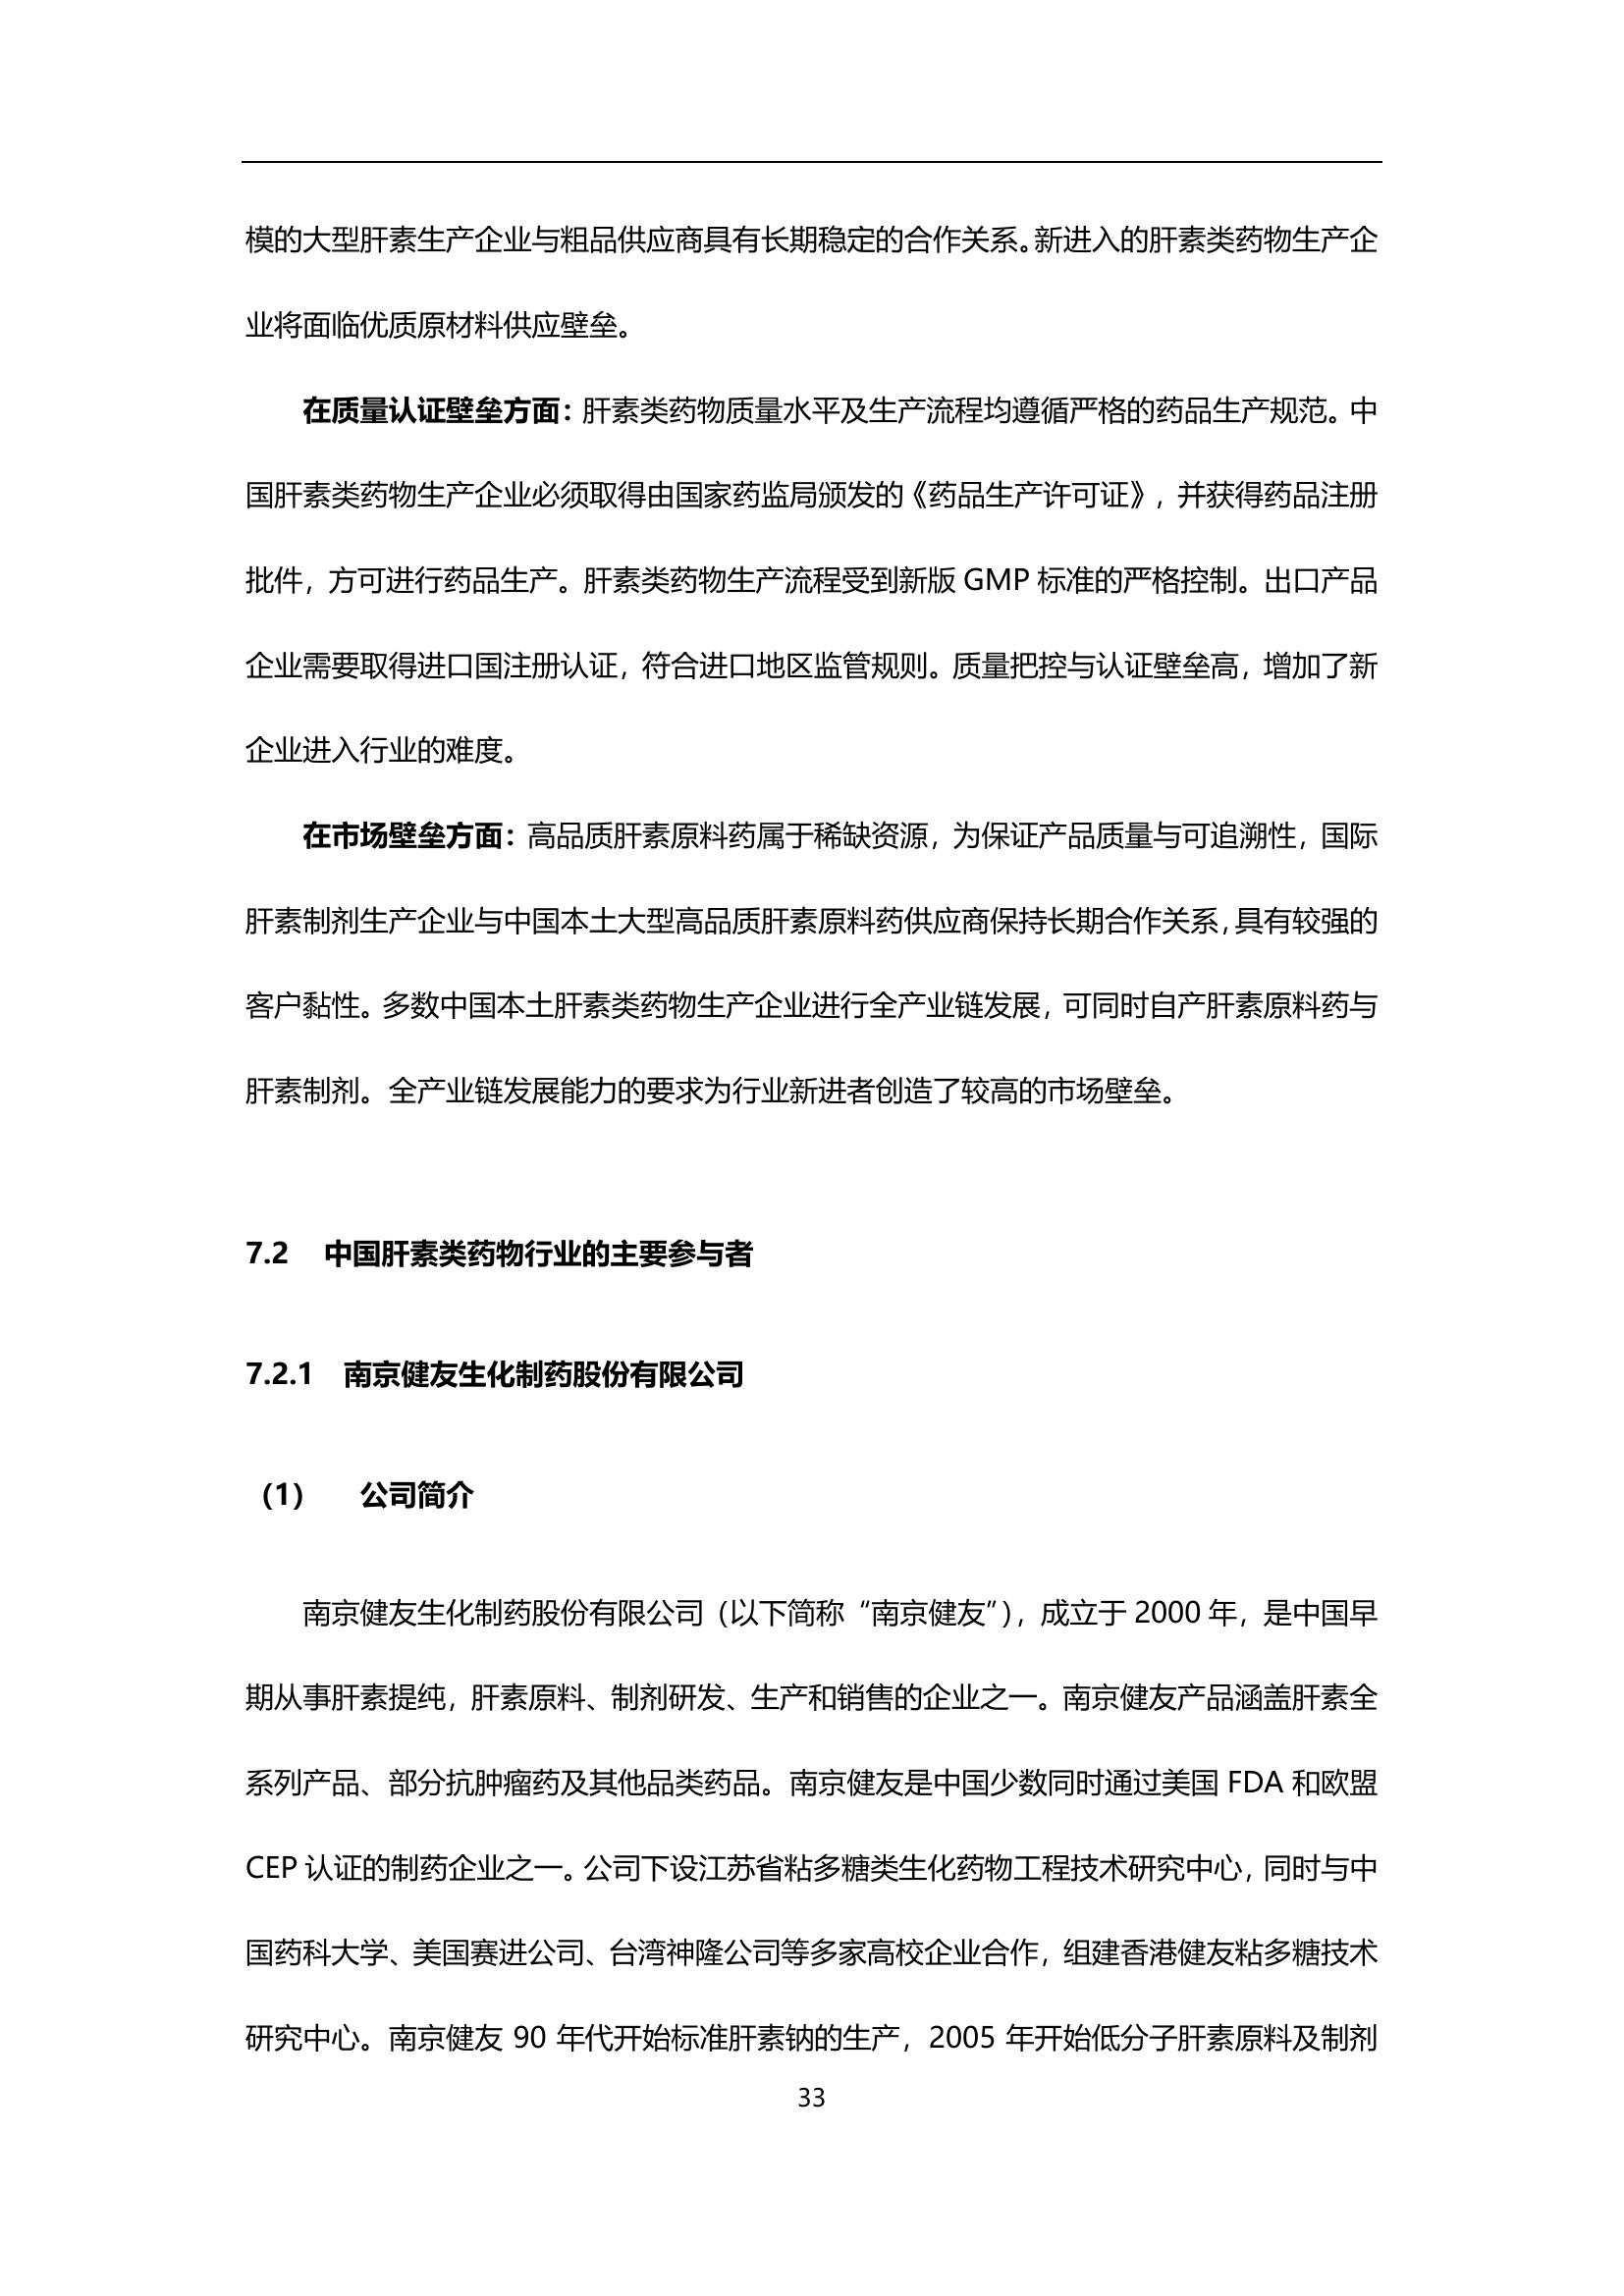 模的大型肝素生产企业与粗品供应商具有长期稳定的合作关系。新进入的肝素类药物生产企
业将面临优质原材料供应壁垒。
在质量认证壁垒方面：肝素类药物质量水平及生产流程均遵循严格的药品生产规范。中
国肝素类药物生产企业必须取得由国家药监局颁发的《药品生产许可证》，并获得药品注册
批件，方可进行药品生产。肝素类药物生产流程受到新版 GMP 标准的严格控制。出口产品
企业需要取得进口国注册认证，符合进口地区监管规则。质量把控与认证壁垒高，增加了新
企业进入行业的难度。
在市场壁垒方面：高品质肝素原料药属于稀缺资源，为保证产品质量与可追溯性，国际
肝素制剂生产企业与中国本土大型高品质肝素原料药供应商保持长期合作关系，具有较强的
客户黏性。多数中国本土肝素类药物生产企业进行全产业链发展，可同时自产肝素原料药与
肝素制剂。全产业链发展能力的要求为行业新进者创造了较高的市场壁垒。
7.2 中国肝素类药物行业的主要参与者
7.2.1 南京健友生化制药股份有限公司
（1） 公司简介
南京健友生化制药股份有限公司（以下简称“南京健友”），成立于 2000 年，是中国早
期从事肝素提纯，肝素原料、制剂研发、生产和销售的企业之一。南京健友产品涵盖肝素全
系列产品、部分抗肿瘤药及其他品类药品。南京健友是中国少数同时通过美国 FDA 和欧盟
CEP 认证的制药企业之一。公司下设江苏省粘多糖类生化药物工程技术研究中心，同时与中
国药科大学、美国赛进公司、台湾神隆公司等多家高校企业合作，组建香港健友粘多糖技术
研究中心。南京健友 90 年代开始标准肝素钠的生产，2005 年开始低分子肝素原料及制剂
33